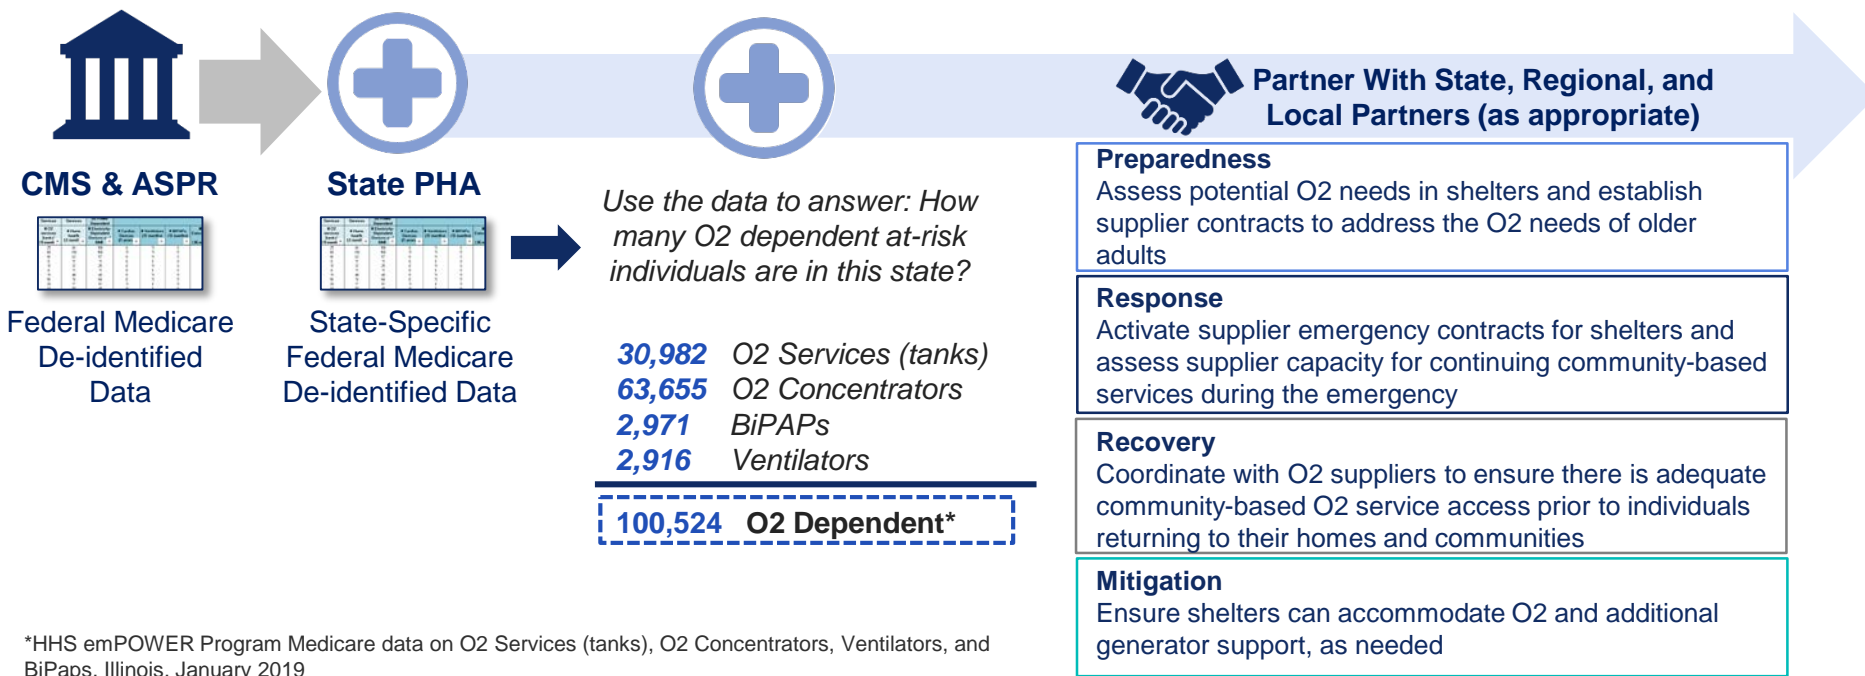 CMS & ASPR
Federal Medicare
De-identified
Data
State PHA
State-Specific
Federal Medicare
De-identified Data
Use the data to answer: How
many O2 dependent at-risk
individuals are in this state?
30,982 O2 Services (tanks)
63,655 O2 Concentrators
2,971 BiPAPs
2,916 Ventilators
100,524 O2 Dependent*
Partner With State, Regional, and
Local Partners (as appropriate)
Preparedness
Assess potential O2 needs in shelters and establish
supplier contracts to address the O2 needs of older
adults
Response
Activate supplier emergency contracts for shelters and
assess supplier capacity for continuing community-based
services during the emergency
Recovery
Coordinate with O2 suppliers to ensure there is adequate
community-based O2 service access prior to individuals
returning to their homes and communities
Mitigation
Ensure shelters can accommodate O2 and additional
generator support, as needed
*HHS emPOWER Program Medicare data on O2 Services (tanks), O2 Concentrators, Ventilators, and
BiPaps, Illinois, January 2019